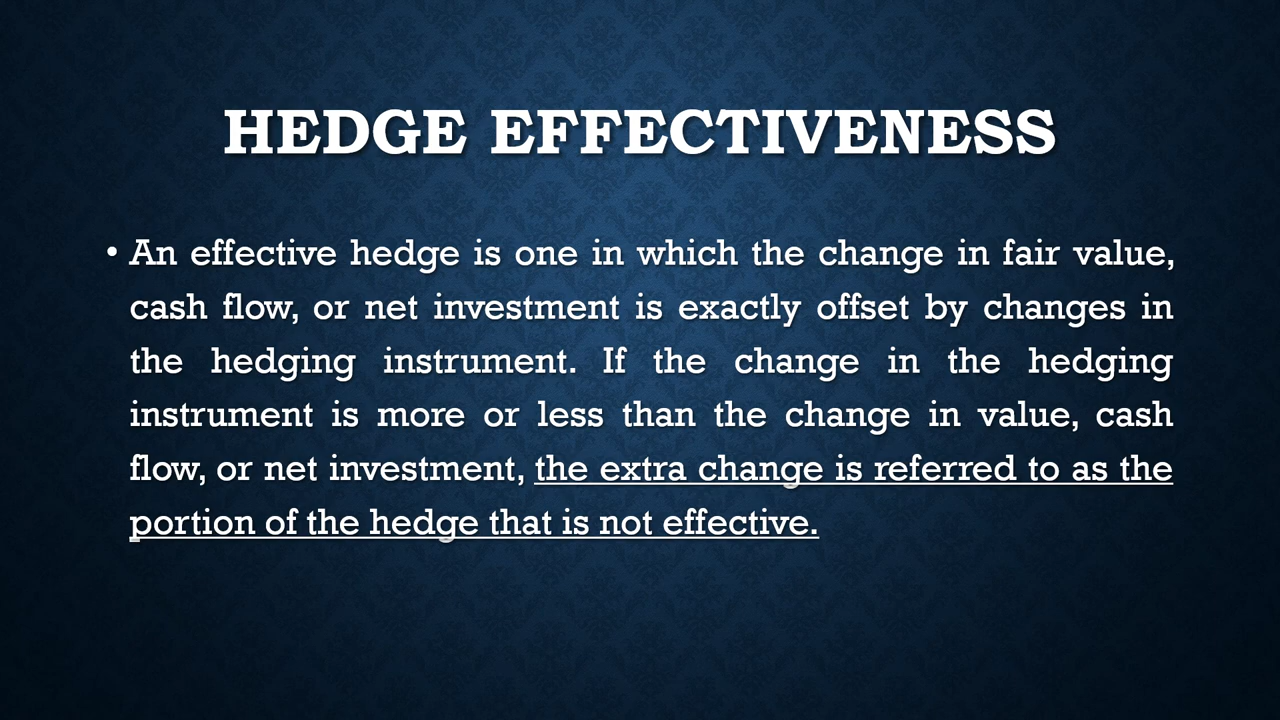 HEDGE EFFECTIVENESS
• An effective hedge is one in which the change in fair value,
cash flow, or net investment is exactly offset by changes in
the hedging instrument. If the change in the hedging
instrument is more or less than the change in value, cash
flow, or net investment, the extra change is referred to as the
portion of the hedge that is not effective.